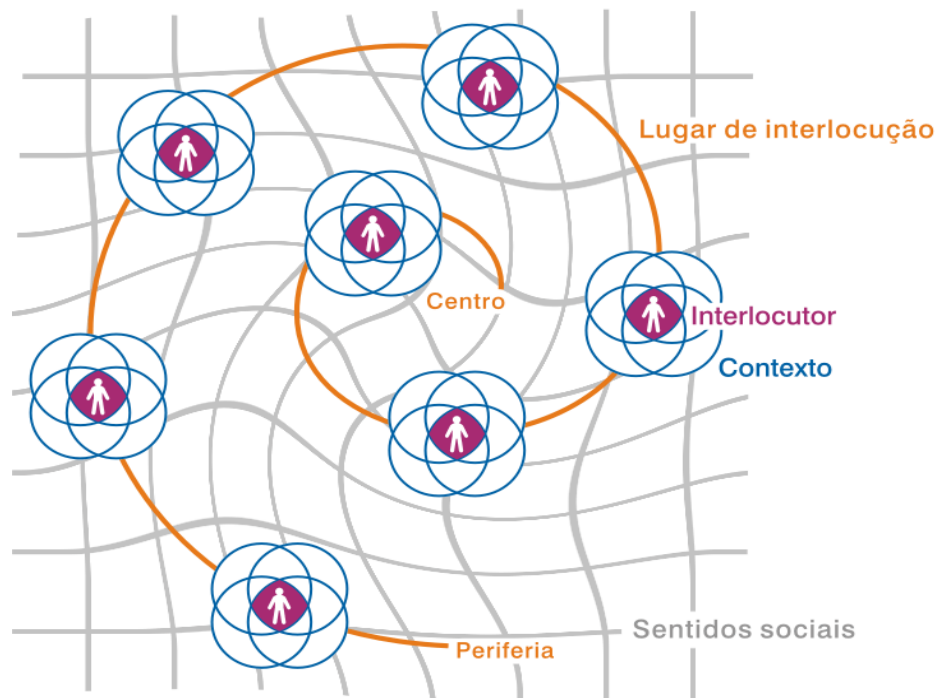 Lugar de interlocução
Centro
Interlocutor
Contexto
Sentidos sociais
Periferia